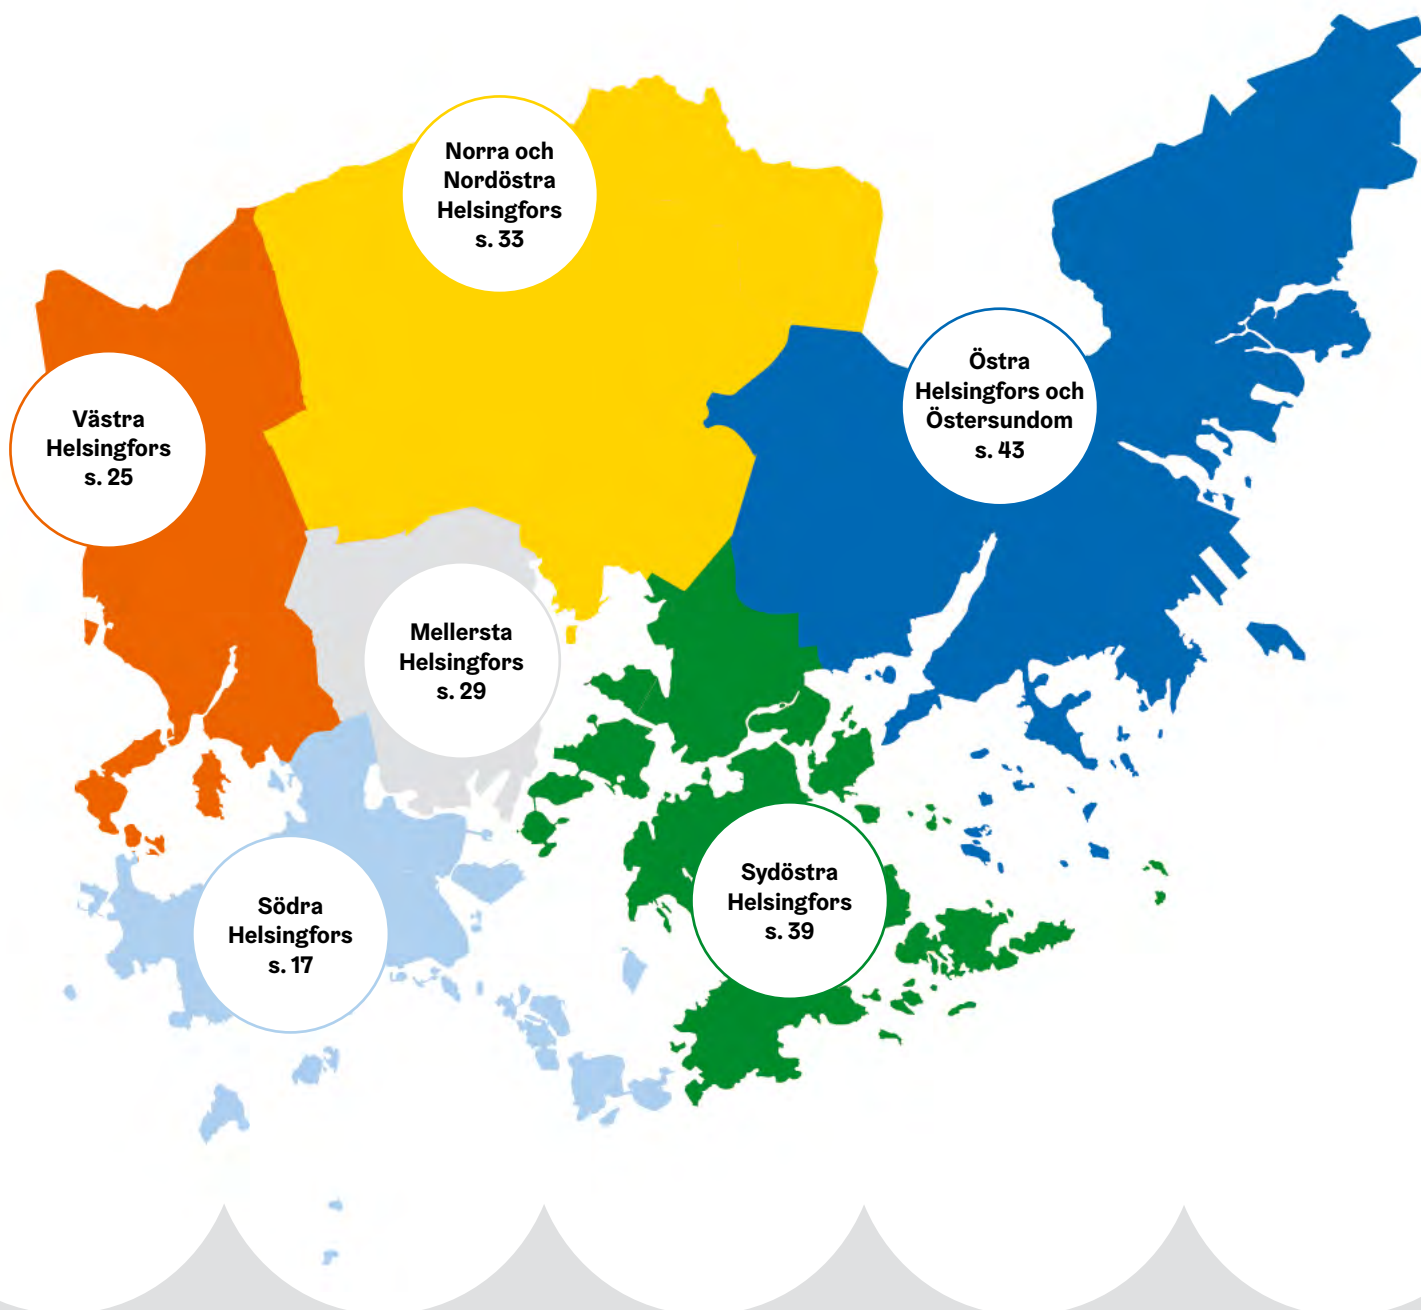 Norra och
Nordöstra
Helsingfors
s. 33
Östra
Helsingfors och
Östersundom
s. 43
Västra
Helsingfors
s. 25
Mellersta
Helsingfors
s. 29
Sydöstra
Helsingfors
s. 39
Södra
Helsingfors
s. 17